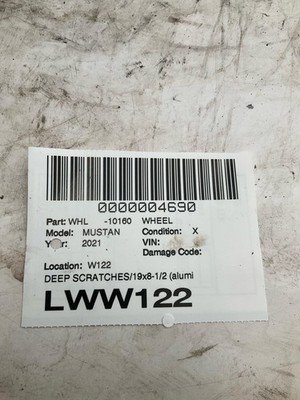 0000004690
Part: WHL -10160 WHEEL
Model: MUSTAN Condition: X
Year: 2021 VIN:
Damage Code:
Location: W122
DEEP SCRATCHES/19x8-1/2 (alumi
LWW122